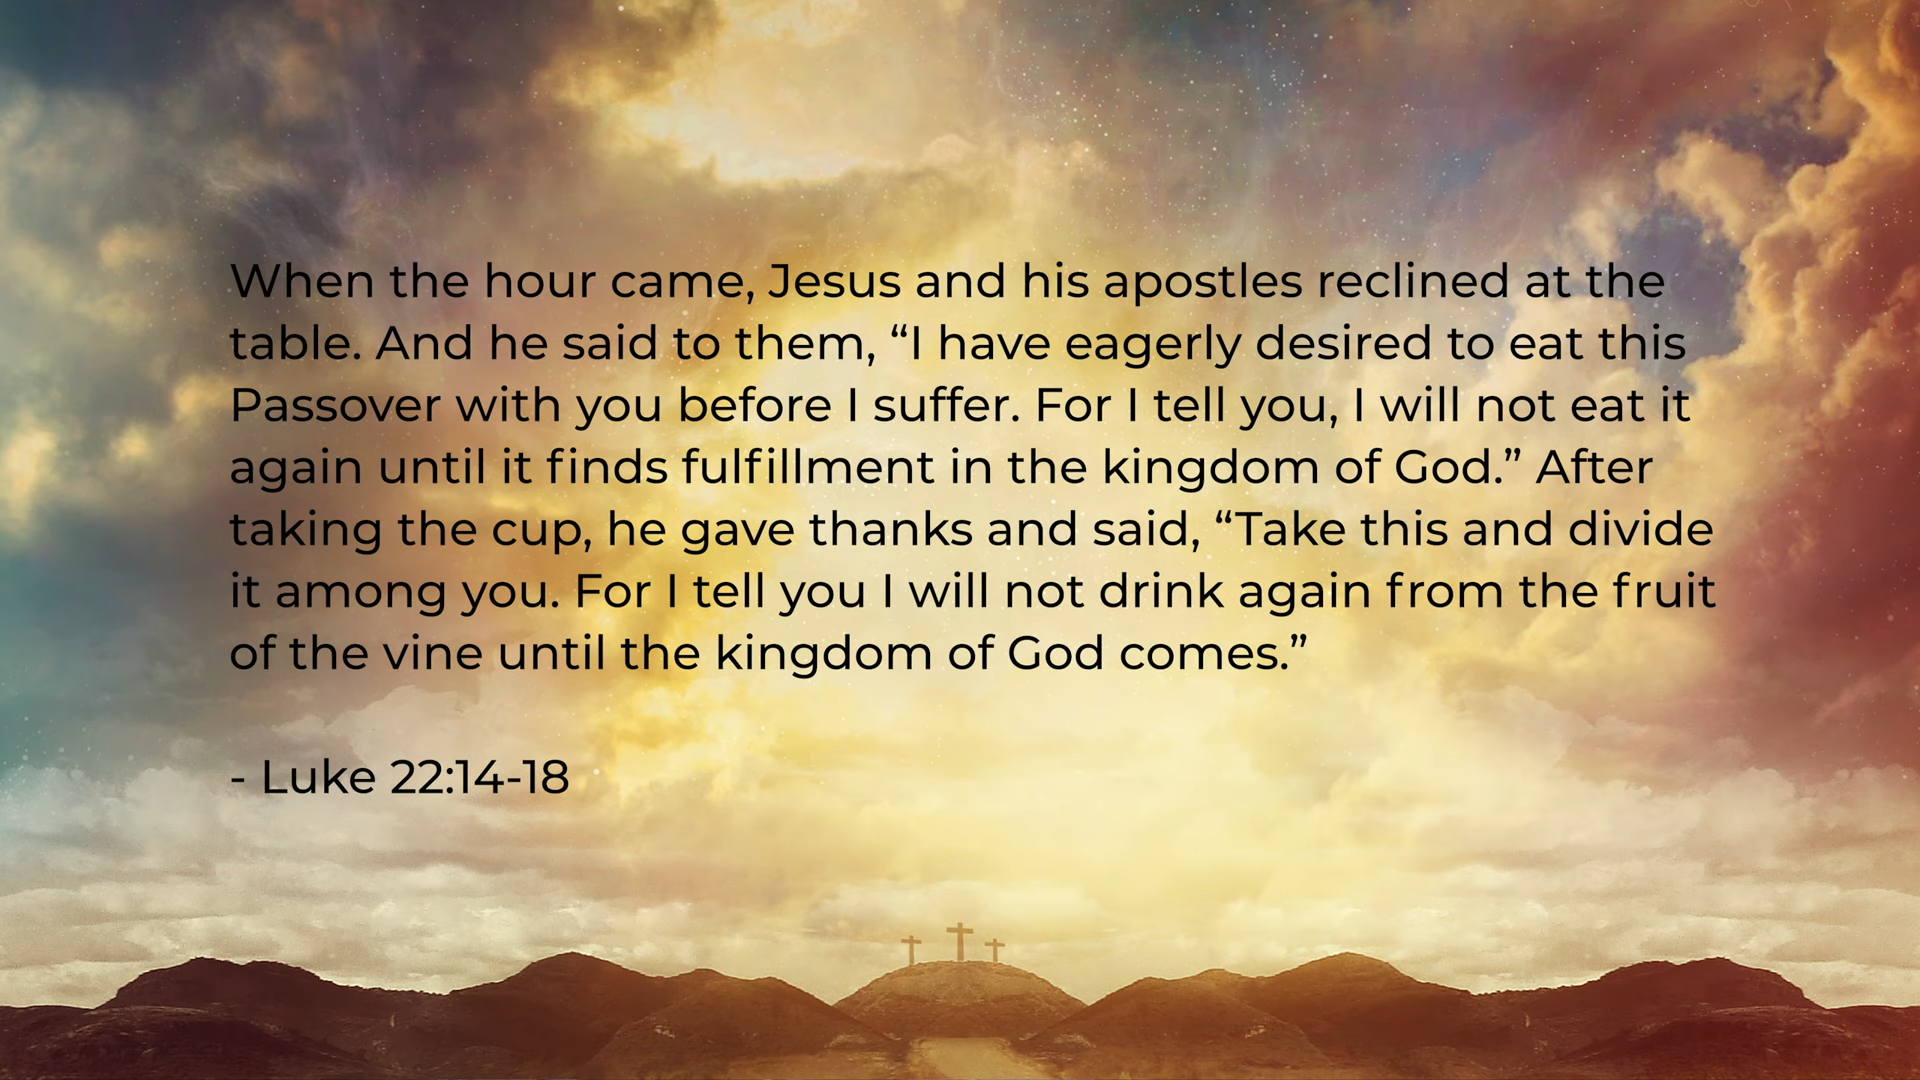 When the hour came, Jesus and his apostles reclined at the
table. And he said to them, “I have eagerly desired to eat this
Passover with you before I suffer. For I tell you, I will not eat it
again until it finds fulfillment in the kingdom of God.” After
taking the cup, he gave thanks and said, “Take this and divide
it among you. For I tell you I will not drink again from the fruit
of the vine until the kingdom of God comes.”
- Luke 22:14-18